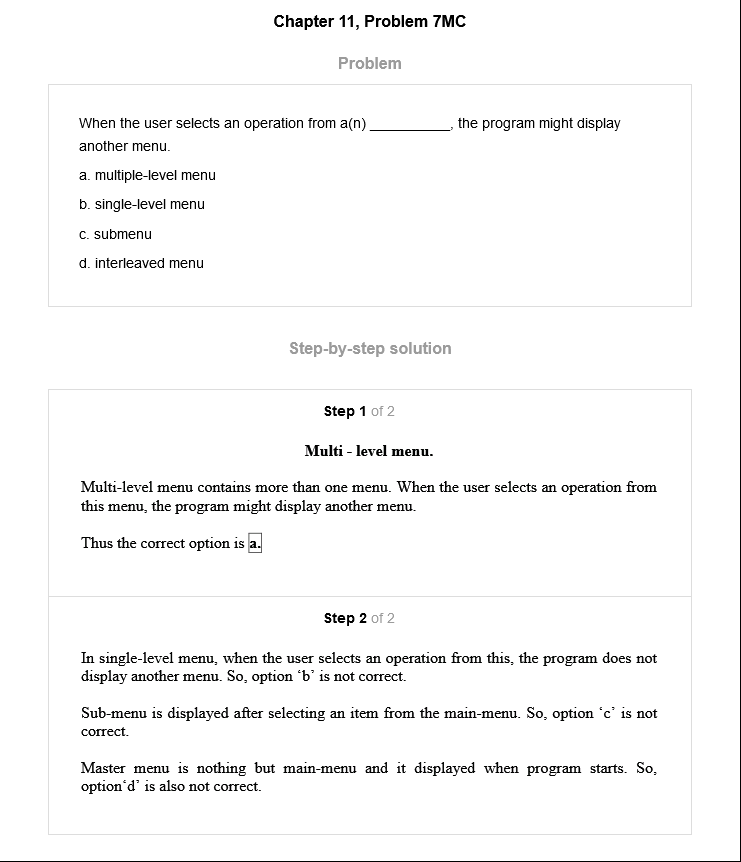 Chapter 11, Problem 7MC
Problem
When the user selects an operation from a(n) ___________, the program might display
another menu.
a. multiple-level menu
b. single-level menu
c. submenu
d. interleaved menu
Step-by-step solution
Step 1 of 2
Multi - level menu.
Multi-level menu contains more than one menu. When the user selects an operation from
this menu, the program might display another menu.
Thus the correct option is a.
Step 2 of 2
In single-level menu, when the user selects an operation from this, the program does not
display another menu. So, option ‘b’ is not correct.
Sub-menu is displayed after selecting an item from the main-menu. So, option ‘c’ is not
correct.
Master menu is nothing but main-menu and it displayed when program starts. So,
option‘d’ is also not correct.